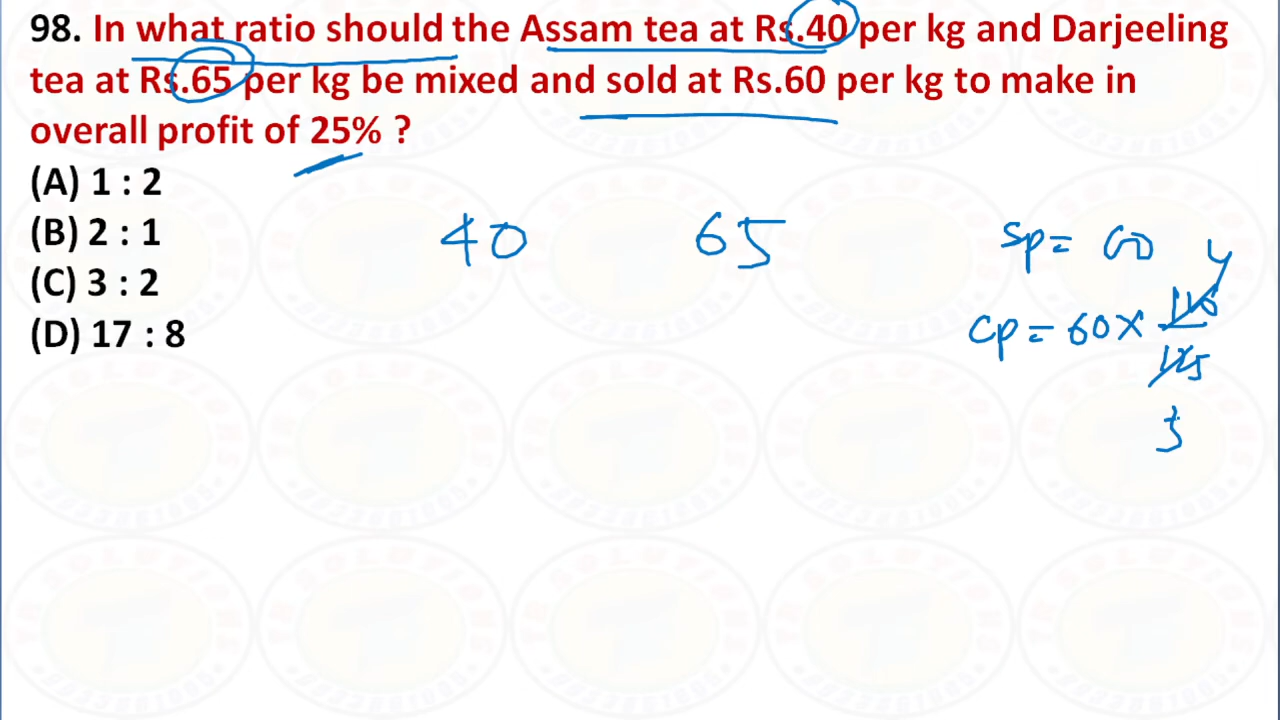 98. In what ratio should the Assam tea at Rs.40 per kg and Darjeeling
tea at Rs.65 per kg be mixed and sold at Rs.60 per kg to make in
overall profit of 25% ?
(A) 1 : 2
(B) 2 : 1
(C) 3 : 2
(D) 17 : 8
40 65 SP = 60
4
CP = 60 × 100
125
5